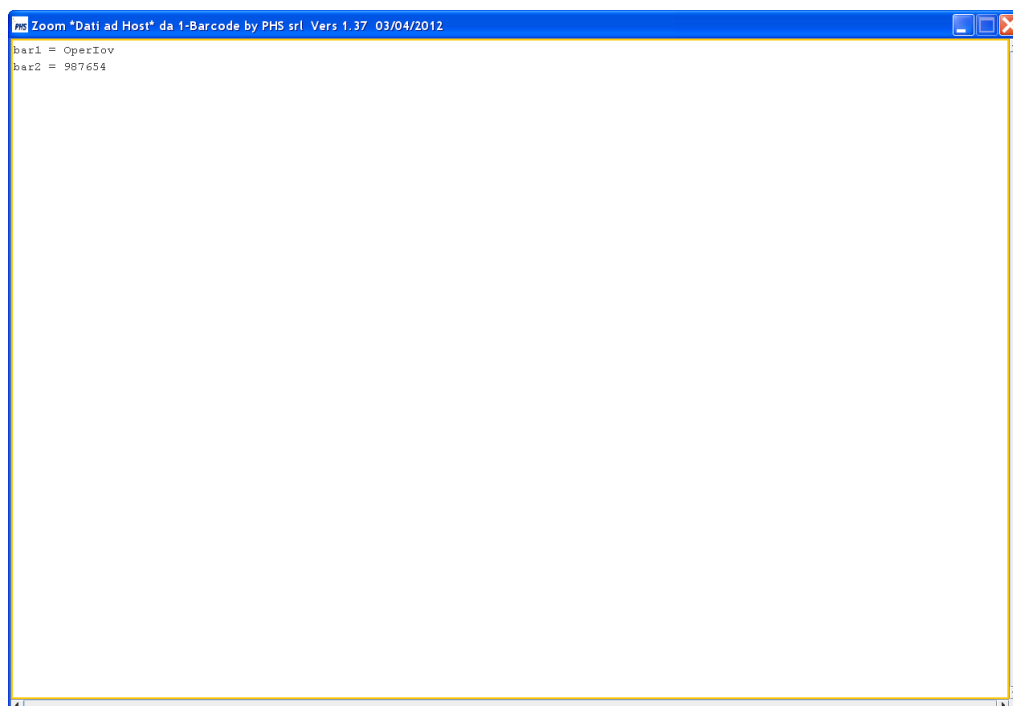 PHS Zoom *Dati ad Host* da 1-Barcode by PHS srl Vers 1.37 03/04/2012
bar1 = OperIov
bar2 = 987654